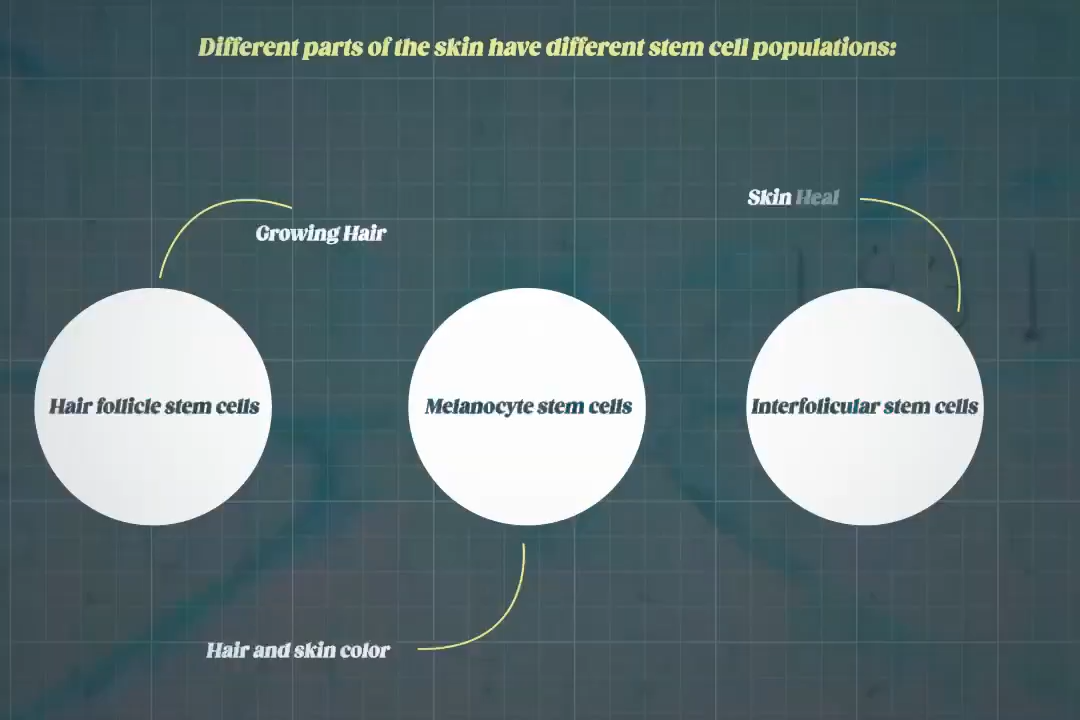 Different parts of the skin have different stem cell populations:
Skin Heal
Growing Hair
Hair follicle stem cells
Melanocyte stem cells
Interfolicular stem cells
Hair and skin color